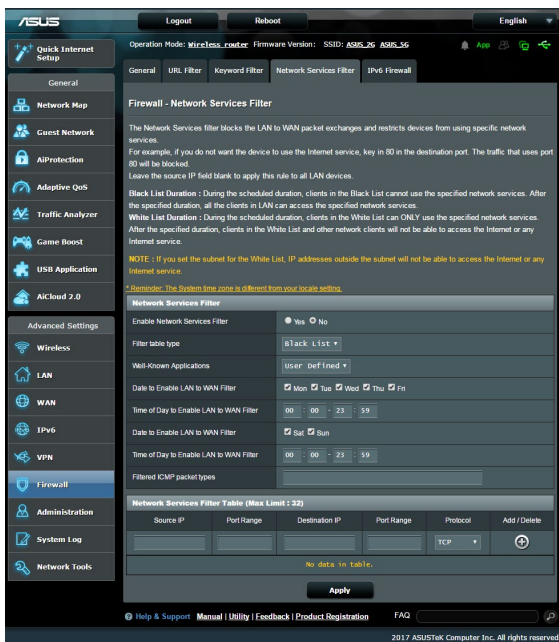 ASUS
Logout
Reboot
English
Quick Internet
Setup
Operation Mode: Wireless router Firmware Version: SSID: ASUS_2G ASUS_5G
App
General
URL Filter
Keyword Filter
Network Services Filter
IPv6 Firewall
General
Network Map
Guest Network
AiProtection
Adaptive QoS
Traffic Analyzer
Game Boost
USB Application
AiCloud 2.0
Advanced Settings
Wireless
LAN
WAN
IPv6
VPN
Firewall
Administration
System Log
Network Tools
Firewall - Network Services Filter
The Network Services filter blocks the LAN to WAN packet exchanges and restricts devices from using specific network
services.
For example, if you do not want the device to use the Internet service, key in 80 in the destination port. The traffic that uses port
80 will be blocked.
Leave the source IP field blank to apply this rule to all LAN devices.
Black List Duration : During the scheduled duration, clients in the Black List cannot use the specified network services. After
the specified duration, all the clients in LAN can access the specified network services.
White List Duration : During the scheduled duration, clients in the White List can ONLY use the specified network services.
After the specified duration, clients in the White List and other network clients will not be able to access the Internet or any
Internet service.
NOTE : If you set the subnet for the White List, IP addresses outside the subnet will not be able to access the Internet or any
Internet service.
* Reminder: The System time zone is different from your locale setting.
Network Services Filter
Enable Network Services Filter Yes No
Filter table type Black List
Well-Known Applications User Defined
Date to Enable LAN to WAN Filter Mon Tue Wed Thu Fri
Time of Day to Enable LAN to WAN Filter 00 : 00 - 23 : 59
Date to Enable LAN to WAN Filter Sat Sun
Time of Day to Enable LAN to WAN Filter 00 : 00 - 23 : 59
Filtered ICMP packet types
Network Services Filter Table (Max Limit : 32)
Source IP Port Range Destination IP Port Range Protocol Add / Delete
TCP
No data in table.
Apply
Help & Support Manual | Utility | Feedback | Product Registration FAQ
2017 ASUSTeK Computer Inc. All rights reserved